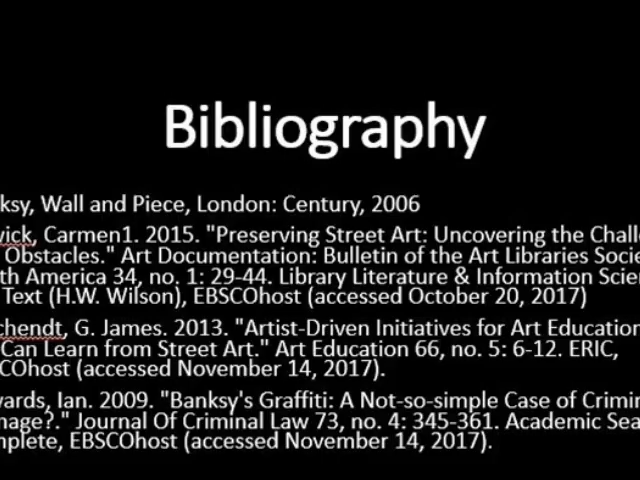 Bibliography
ksy, Wall and Piece, London: Century, 2006
wick, Carmen1. 2015. "Preserving Street Art: Uncovering the Challe
Obstacles." Art Documentation: Bulletin of the Art Libraries Socie
th America 34, no. 1: 29-44. Library Literature & Information Scien
Text (H.W. Wilson), EBSCOhost (accessed October 20, 2017)
chendt, G. James. 2013. "Artist-Driven Initiatives for Art Education
Can Learn from Street Art." Art Education 66, no. 5: 6-12. ERIC,
COhost (accessed November 14, 2017).
wards, Ian. 2009. "Banksy's Graffiti: A Not-so-simple Case of Crimin
mage?." Journal Of Criminal Law 73, no. 4: 345-361. Academic Sea
mplete, EBSCOhost (accessed November 14, 2017).